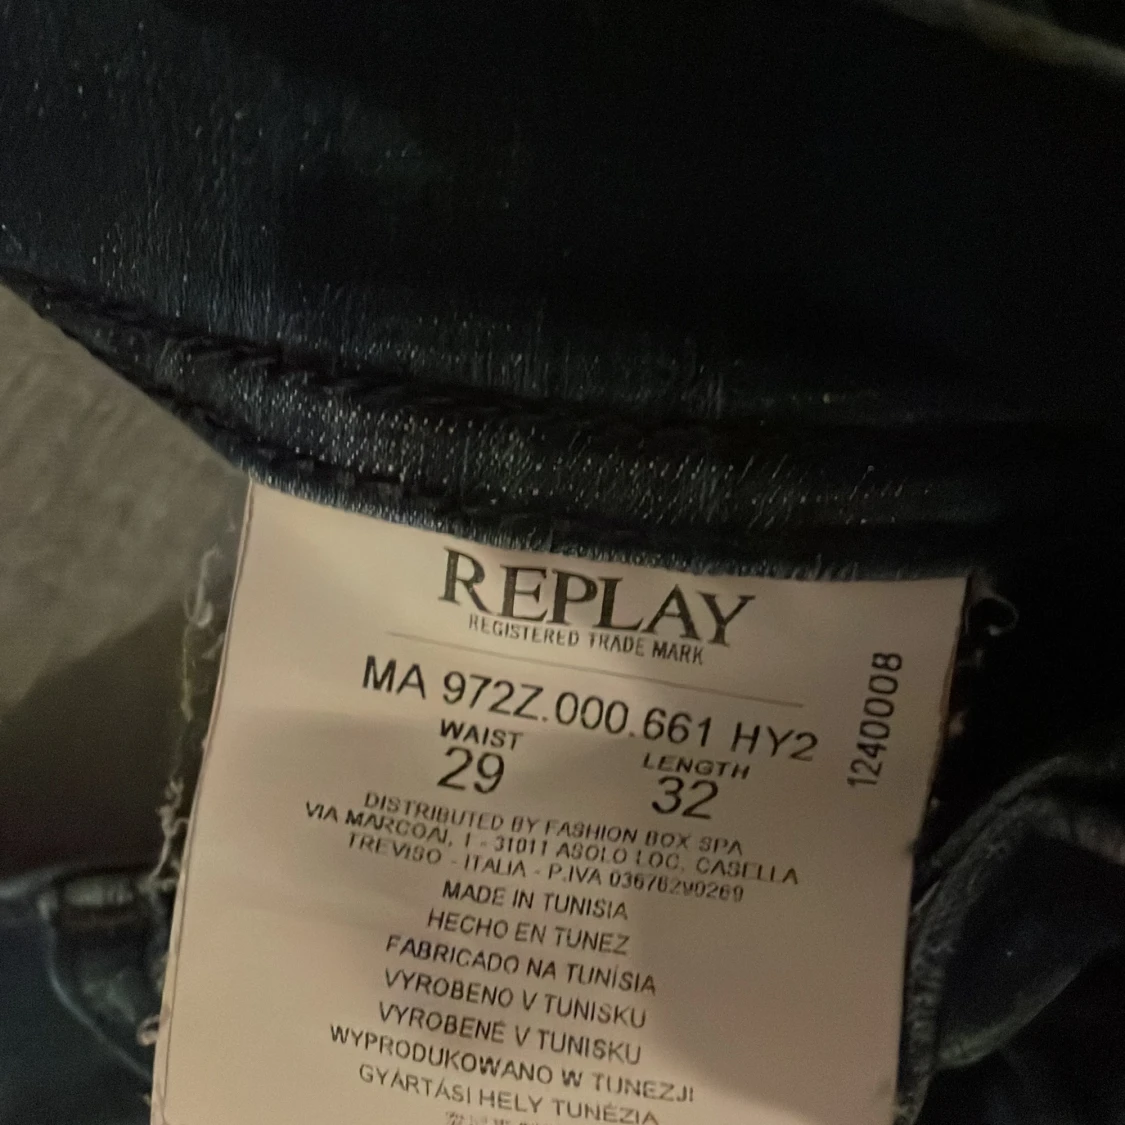 REPLAY
REGISTERED TRADE MARK
MA 972Z.000.661 HY2
1240008
WAIST
29
LENGTH
32
DISTRIBUTED BY FASHION BOX SPA
VIA MARCONI, 1 - 31011 ASOLO LOC. CASELLA
TREVISO - ITALIA - P.IVA
MADE IN TUNISIA
HECHO EN TUNEZ
FABRICADO NA TUNÍSIA
VYROBENO V TUNISKU
VYROBENÉ V TUNISKU
WYPRODUKOWANO W TUNEZJI
GYÁRTÁSI HELY TUNÉZIA